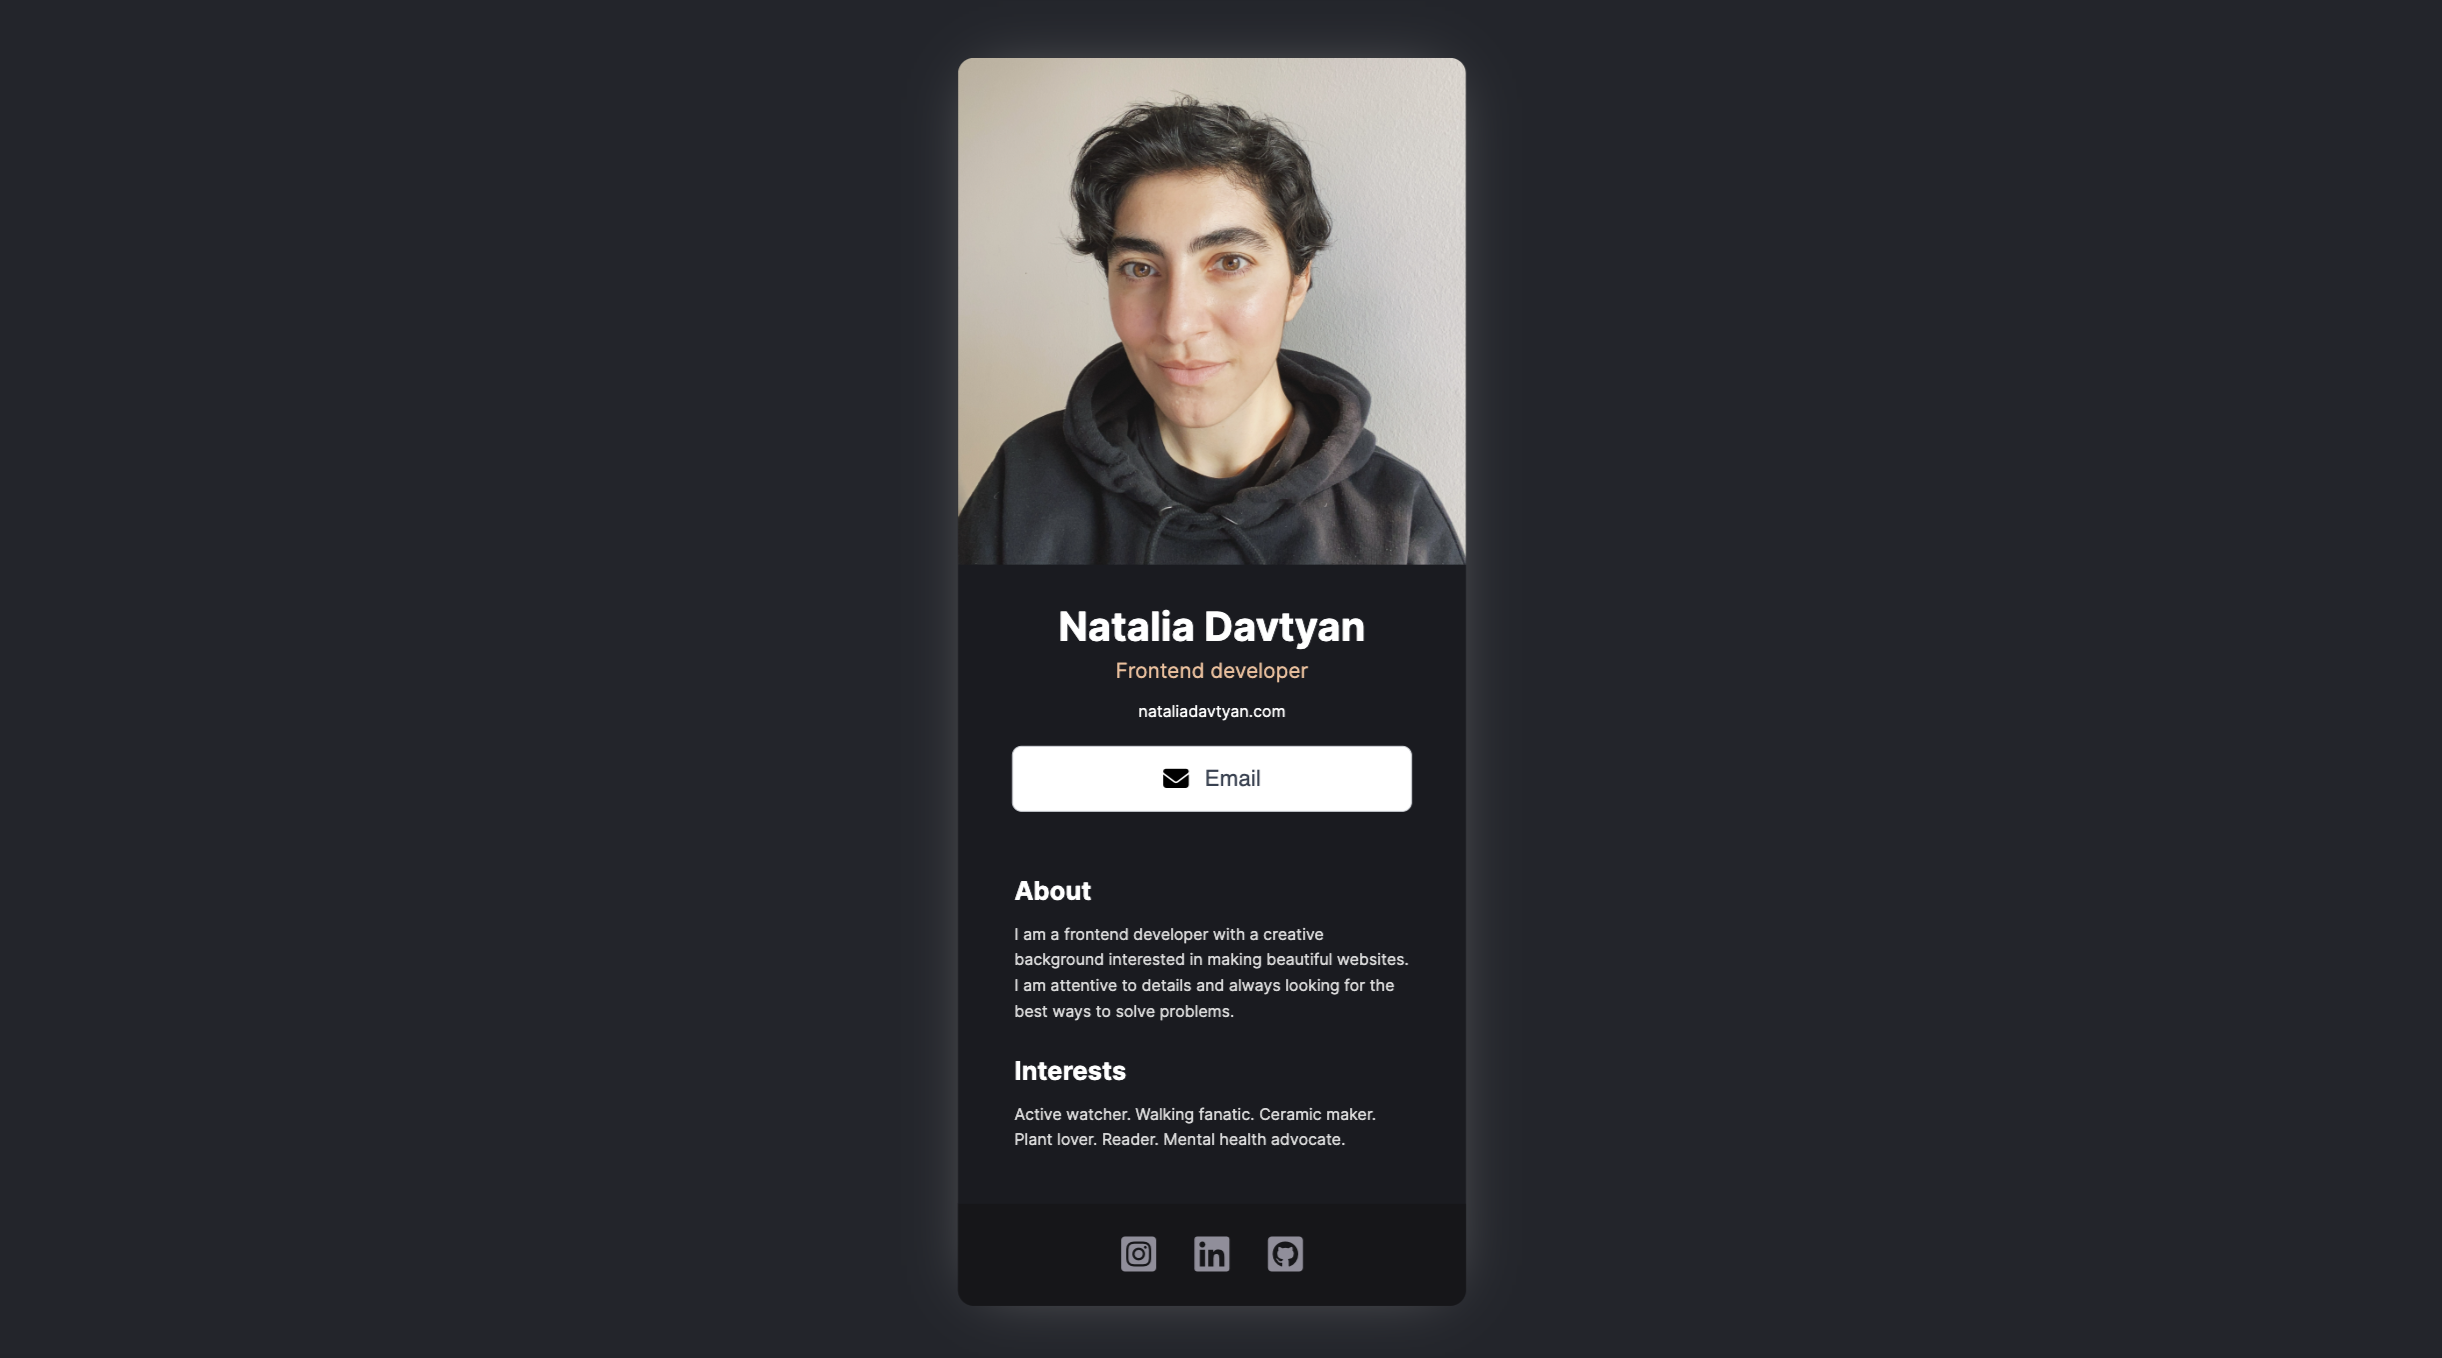 Natalia Davtyan
Frontend developer
nataliadavtyan.com
Email
About
I am a frontend developer with a creative
background interested in making beautiful websites.
I am attentive to details and always looking for the
best ways to solve problems.
Interests
Active watcher. Walking fanatic. Ceramic maker.
Plant lover. Reader. Mental health advocate.
in